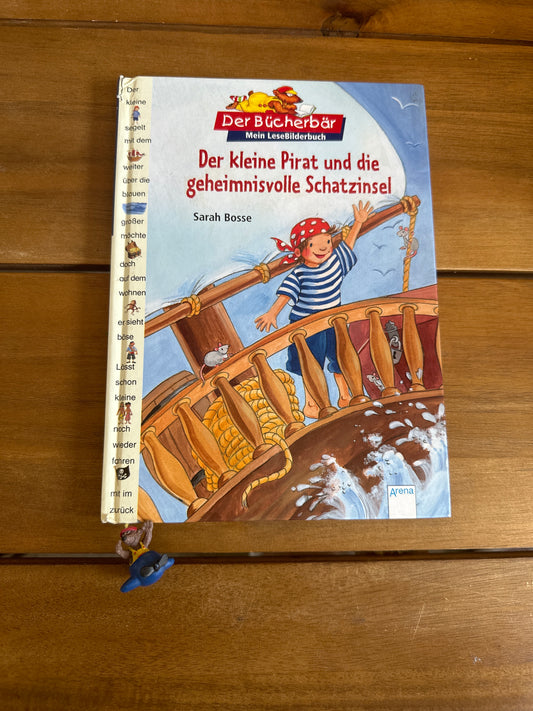 Der Bücherbär
Mein LeseBilderbuch
Der kleine Pirat und die
geheimnisvolle Schatzinsel
Sarah Bosse
Der
kleine
segelt
mit dem
weiter
über die
blauen
großer
möchte
doch
auf dem
wohnen
er sieht
böse
Lässt
schon
kleine
noch
weder
fahren
mit im
zurück
Arena